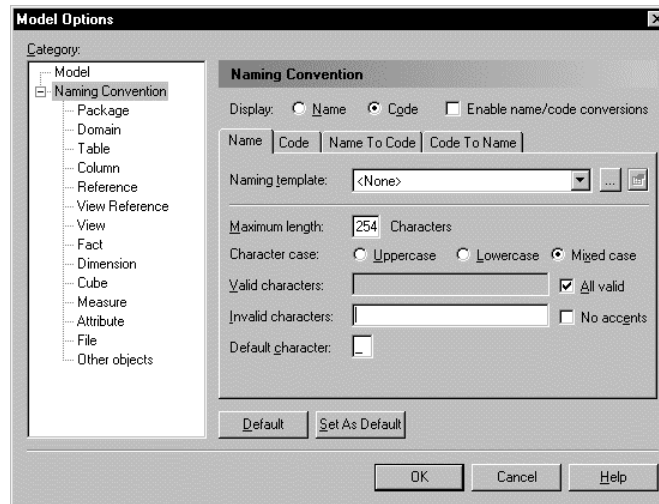 Model Options
Category:
Model
Naming Convention
Package
Domain
Table
Column
Reference
View Reference
View
Fact
Dimension
Cube
Measure
Attribute
File
Other objects
Naming Convention
Display: Name Code Enable name/code conversions
Name Code Name To Code Code To Name
Naming template: <None> ...
Maximum length: 254 Characters
Character case: Uppercase Lowercase Mixed case
Valid characters: All valid
Invalid characters: No accents
Default character: _
Default Set As Default
OK Cancel Help